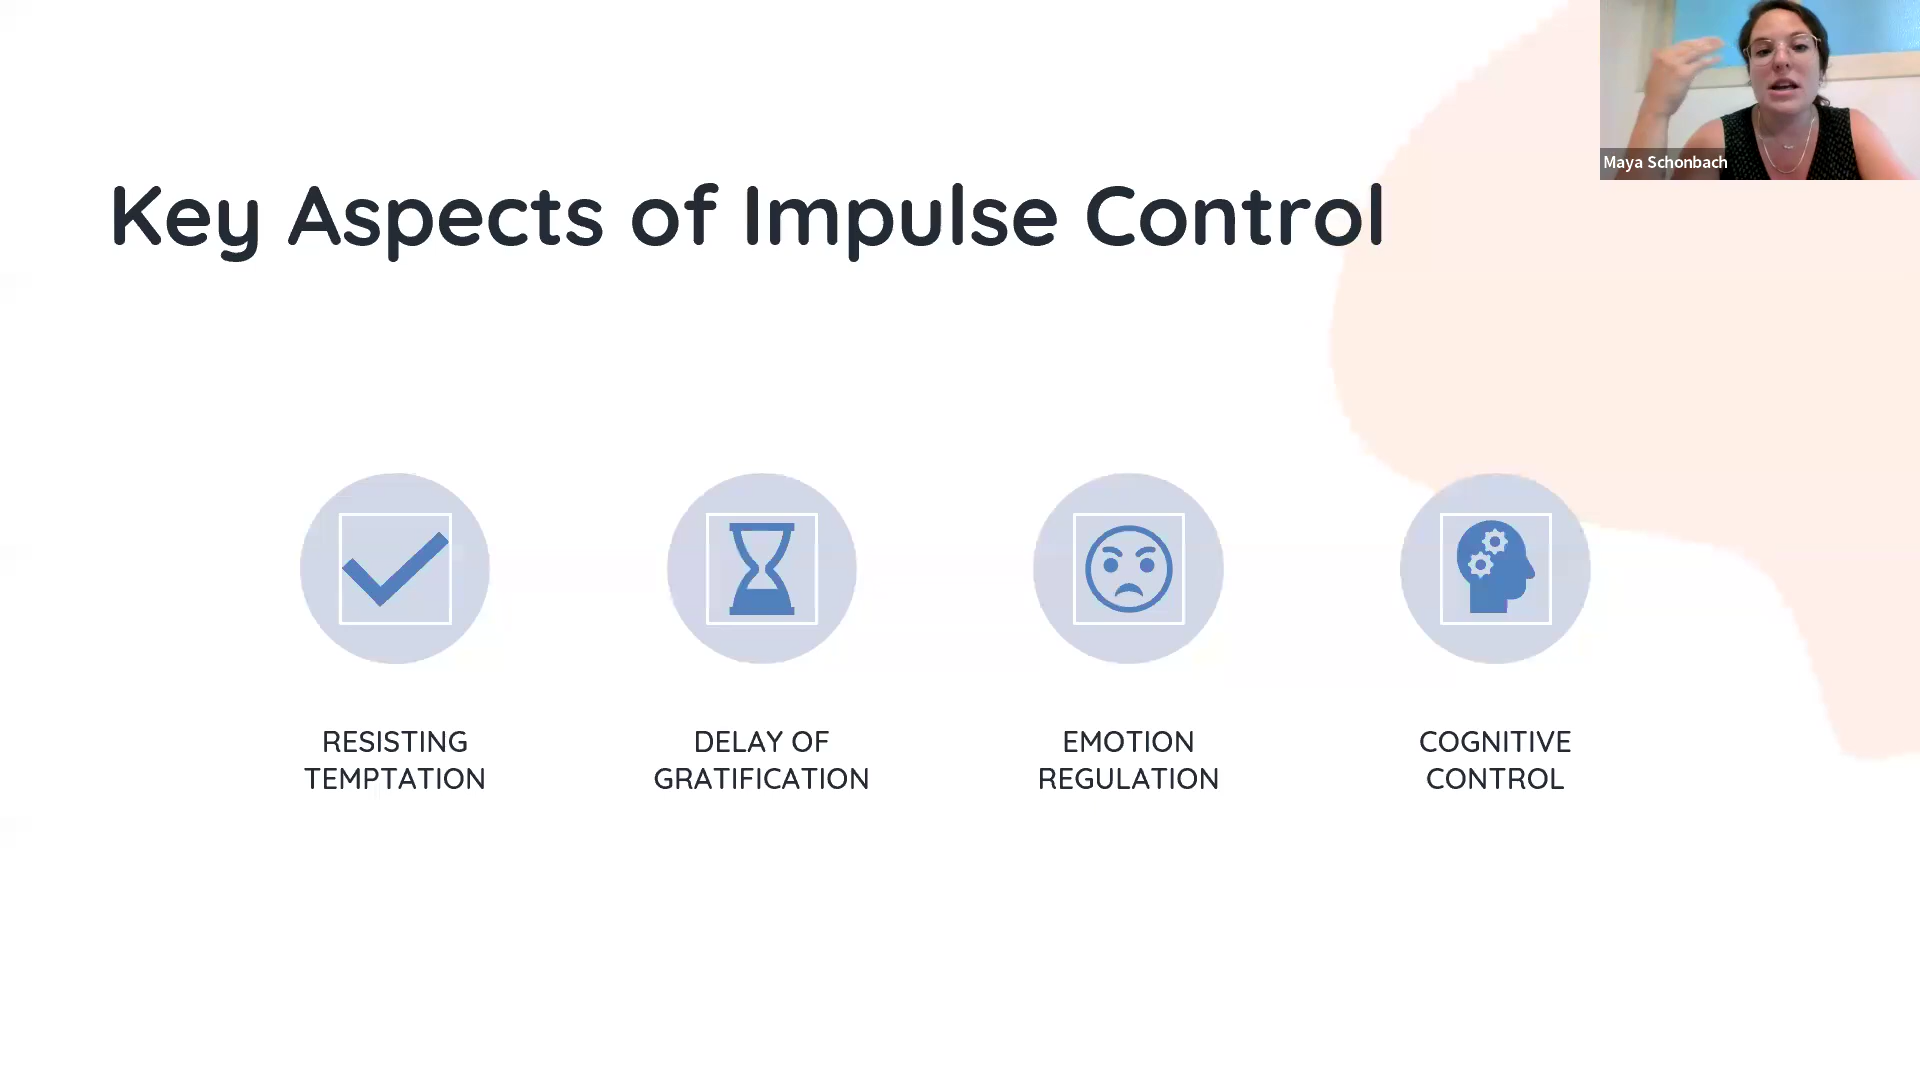 Maya Schonbach
Key Aspects of Impulse Control
RESISTING
TEMPTATION
DELAY OF
GRATIFICATION
EMOTION
REGULATION
COGNITIVE
CONTROL